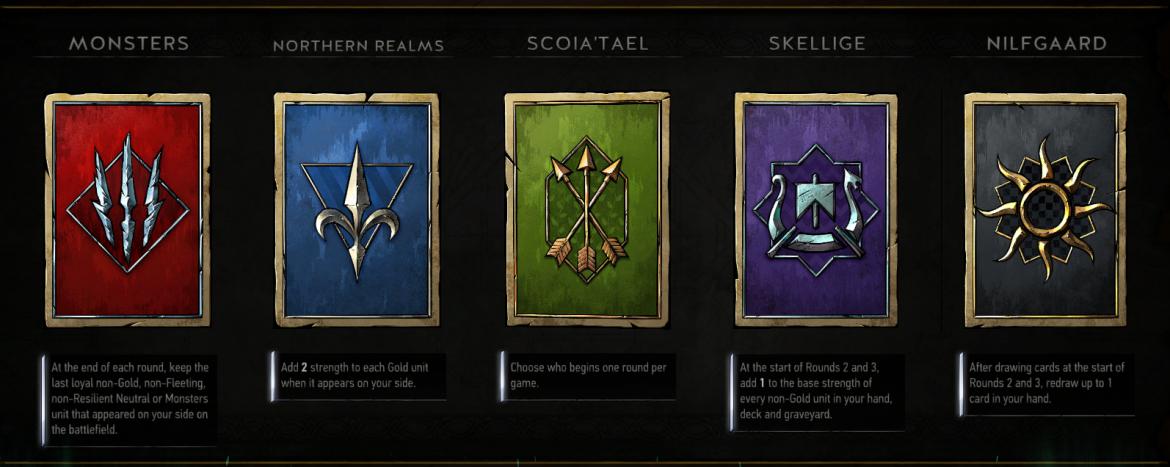 MONSTERS
NORTHERN REALMS
SCOIA'TAEL
SKELLIGE
NILFGAARD
At the end of each round, keep the
last loyal non-Gold, non-Fleeting,
non-Resilient Neutral or Monsters
unit that appeared on your side on
the battlefield.
Add 2 strength to each Gold unit
when it appears on your side.
Choose who begins one round per
game.
At the start of Rounds 2 and 3,
add 1 to the base strength of
every non-Gold unit in your hand,
deck and graveyard.
After drawing cards at the start of
Rounds 2 and 3, redraw up to 1
card in your hand.